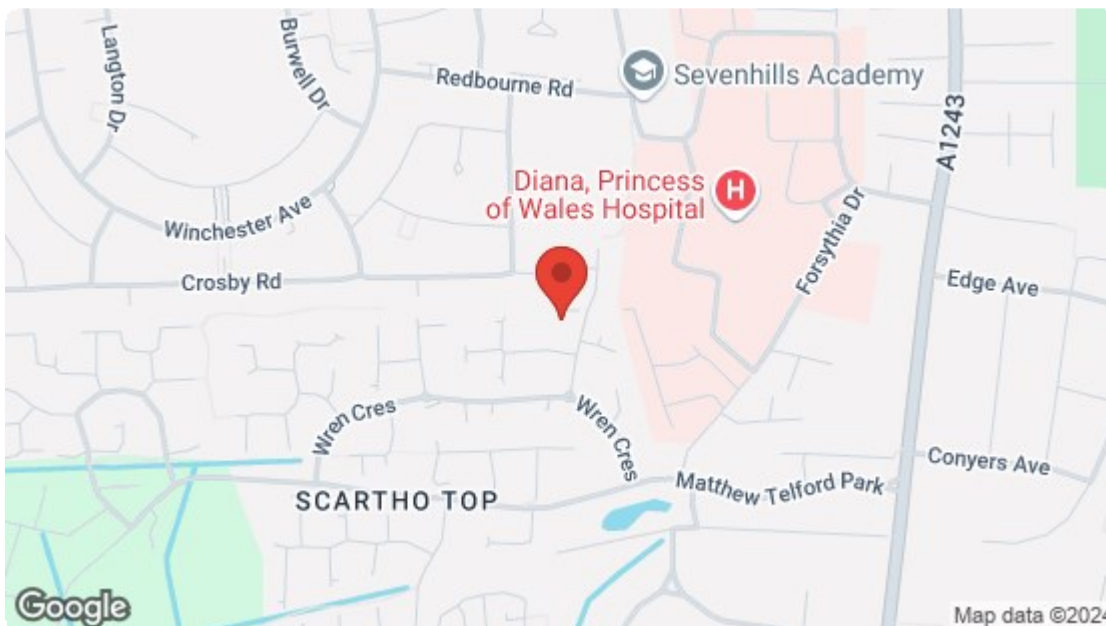 Langton Dr
Burwell Dr
Redbourne Rd
Sevenhills Academy
A1243
Diana, Princess
of Wales Hospital
H
Winchester Ave
Forsythia Dr
Crosby Rd
Edge Ave
Wren Cres
Wren Cres
Conyers Ave
Matthew Telford Park
SCARTHO TOP
Google
Map data ©2024